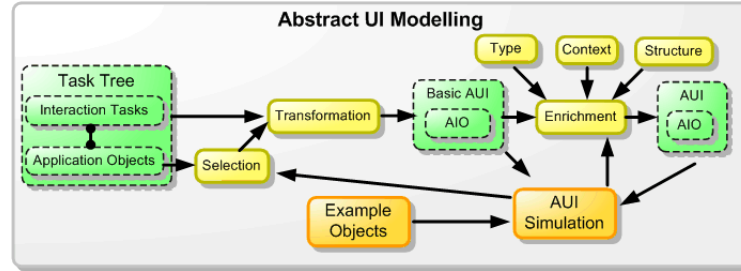 Abstract UI Modelling
Type
Context
Structure
Task Tree
Interaction Tasks
Application Objects
Transformation
Selection
Basic AUI
AIO
Enrichment
AUI
AIO
Example
Objects
AUI
Simulation